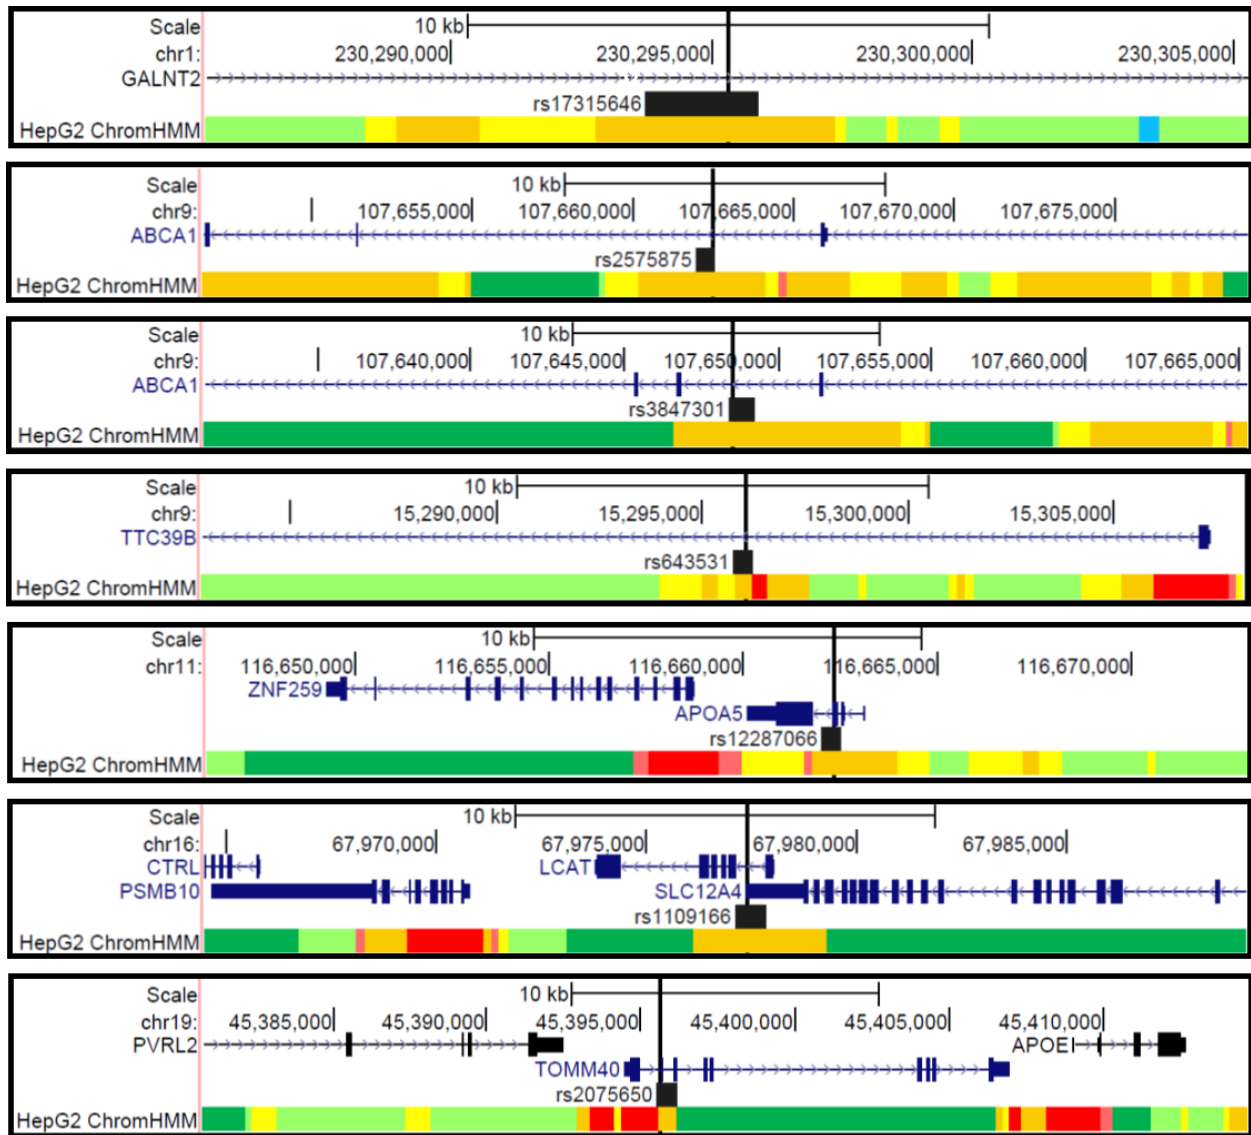 Scale 10 kb
chr1: 230,290,000 230,295,000 230,300,000 230,305,000
GALNT2
rs17315646
HepG2 ChromHMM
Scale 10 kb
chr9: 107,655,000 107,660,000 107,665,000 107,670,000 107,675,000
ABCA1
rs2575875
HepG2 ChromHMM
Scale 10 kb
chr9: 107,640,000 107,645,000 107,650,000 107,655,000 107,660,000 107,665,000
ABCA1
rs3847301
HepG2 ChromHMM
Scale 10 kb
chr9: 15,290,000 15,295,000 15,300,000 15,305,000
TTC39B
rs643531
HepG2 ChromHMM
Scale 10 kb
chr11: 116,650,000 116,655,000 116,660,000 116,665,000 116,670,000
ZNF259
APOA5
rs12287066
HepG2 ChromHMM
Scale 10 kb
chr16: 67,970,000 67,975,000 67,980,000 67,985,000
CTRL LCAT
PSMB10 SLC12A4
rs1109166
HepG2 ChromHMM
Scale 10 kb
chr19: 45,385,000 45,390,000 45,395,000 45,400,000 45,405,000 45,410,000
PVRL2 APOE
TOMM40
rs2075650
HepG2 ChromHMM